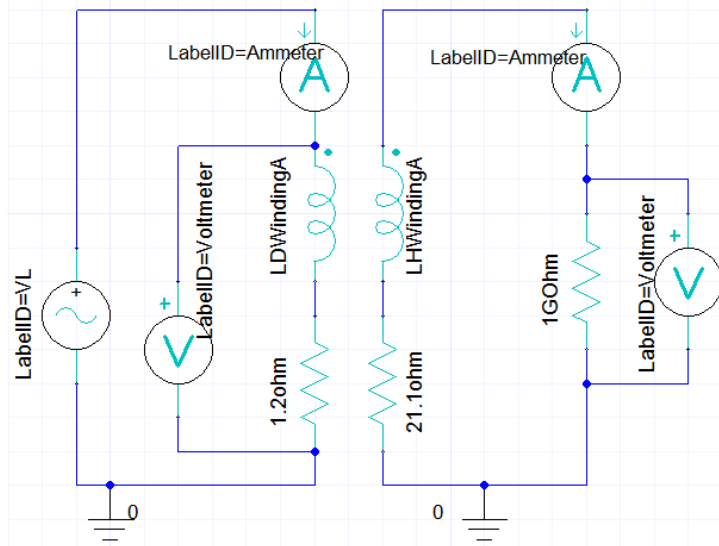 LabelID=Ammeter
A
LabelID=Ammeter
A
LDWindingA
LHWindingA
LabelID=VL
+
LabelID=Voltmeter
+
V
1.2ohm
21.1ohm
1GOhm
+
V
LabelID=Voltmeter
0
0